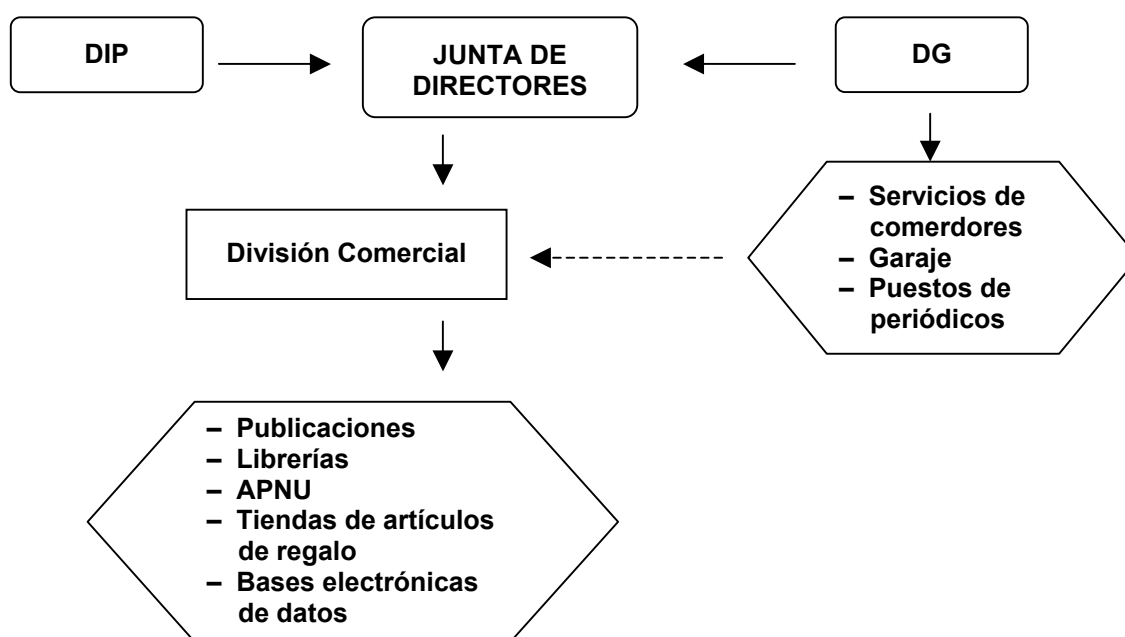 DIP
JUNTA DE
DIRECTORES
DG
– Servicios de
comerdores
– Garaje
– Puestos de
periódicos
División Comercial
– Publicaciones
– Librerías
– APNU
– Tiendas de artículos
de regalo
– Bases electrónicas
de datos